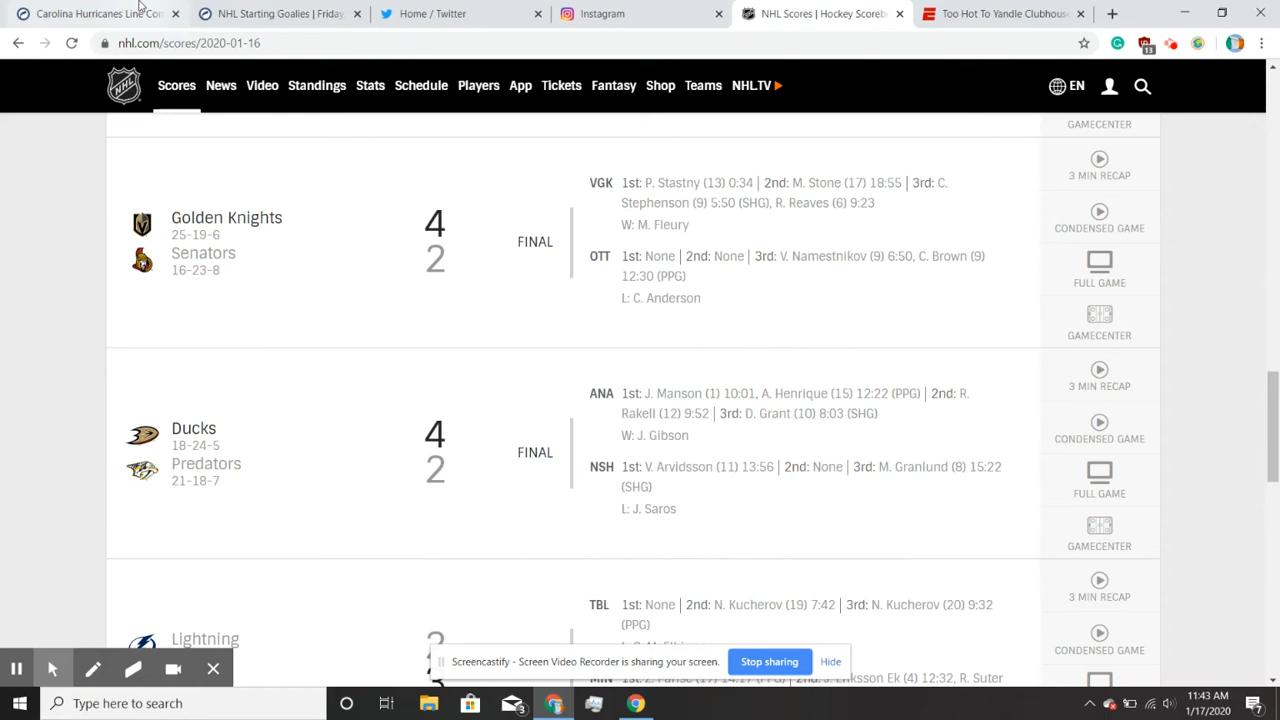 Carolina Hurricanes Line Com
NHL Starting Goalies | Friday,
Home / Twitter
Instagram
NHL Scores | Hockey Scoreb
Too Hot To Yandle Clubhous
nhl.com/scores/2020-01-16
13
Scores News Video Standings Stats Schedule Players App Tickets Fantasy Shop Teams NHL.TV
EN
GAMECENTER
Golden Knights
25-19-6
Senators
16-23-8
4
2
FINAL
VGK 1st: P. Stastny (13) 0:34 | 2nd: M. Stone (17) 18:55 | 3rd: C.
Stephenson (9) 5:50 (SHG), R. Reaves (6) 9:23
W: M. Fleury
OTT 1st: None | 2nd: None | 3rd: V. Namestnikov (9) 6:50, C. Brown (9)
12:30 (PPG)
L: C. Anderson
3 MIN RECAP
CONDENSED GAME
FULL GAME
GAMECENTER
Ducks
18-24-5
Predators
21-18-7
4
2
FINAL
ANA 1st: J. Manson (1) 10:01, A. Henrique (15) 12:22 (PPG) | 2nd: R.
Rakell (12) 9:52 | 3rd: D. Grant (10) 8:03 (SHG)
W: J. Gibson
NSH 1st: V. Arvidsson (11) 13:56 | 2nd: None | 3rd: M. Granlund (8) 15:22
(SHG)
L: J. Saros
3 MIN RECAP
CONDENSED GAME
FULL GAME
GAMECENTER
Lightning
TBL 1st: None | 2nd: N. Kucherov (19) 7:42 | 3rd: N. Kucherov (20) 9:32
(PPG)
3 MIN RECAP
CONDENSED GAME
Screencastify - Screen Video Recorder is sharing your screen.
Stop sharing
Hide
Eriksson Ek (4) 12:32, R. Suter
Type here to search
3
11:43 AM
1/17/2020
7